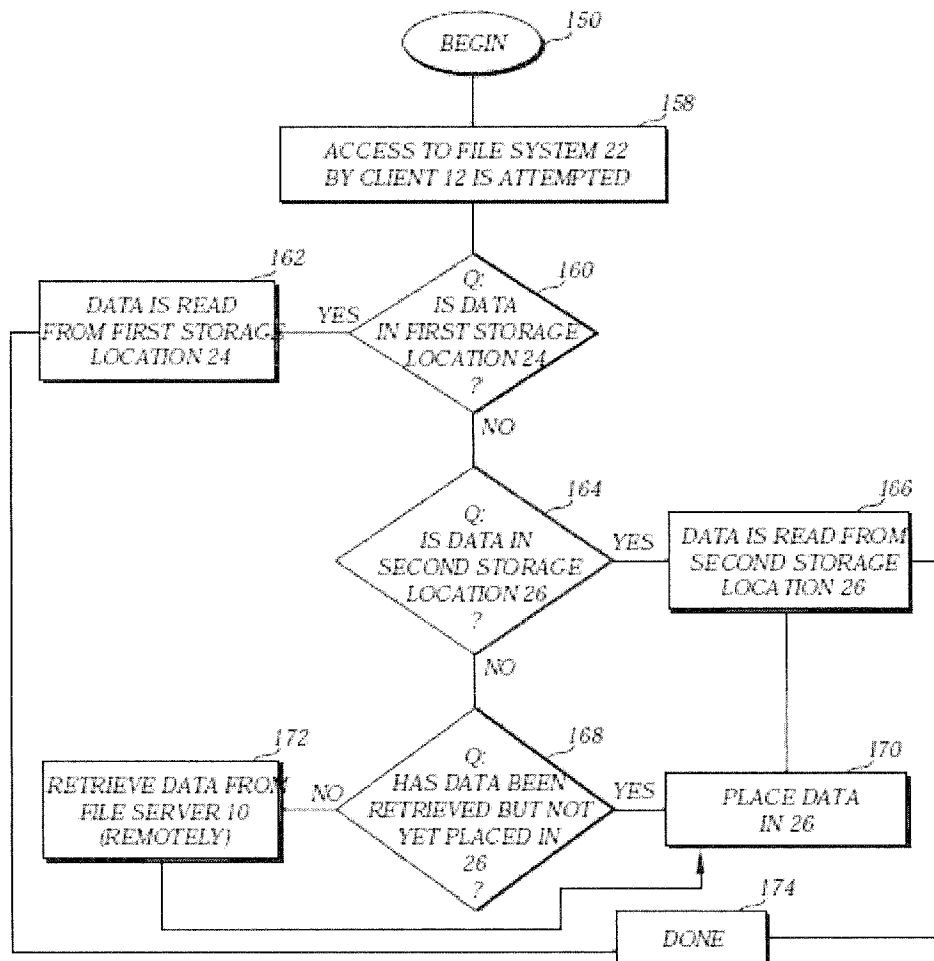 150
BEGIN
158
ACCESS TO FILE SYSTEM 22
BY CLIENT 12 IS ATTEMPTED
162
DATA IS READ
FROM FIRST STORAGE
LOCATION 24
YES
160
Q:
IS DATA
IN FIRST STORAGE
LOCATION 24
?
NO
164
Q:
IS DATA IN
SECOND STORAGE
LOCATION 26
?
YES
166
DATA IS READ FROM
SECOND STORAGE
LOCATION 26
NO
172
RETRIEVE DATA FROM
FILE SERVER 10
(REMOTELY)
NO
168
Q:
HAS DATA BEEN
RETRIEVED BUT NOT
YET PLACED IN
26
?
YES
170
PLACE DATA
IN 26
174
DONE